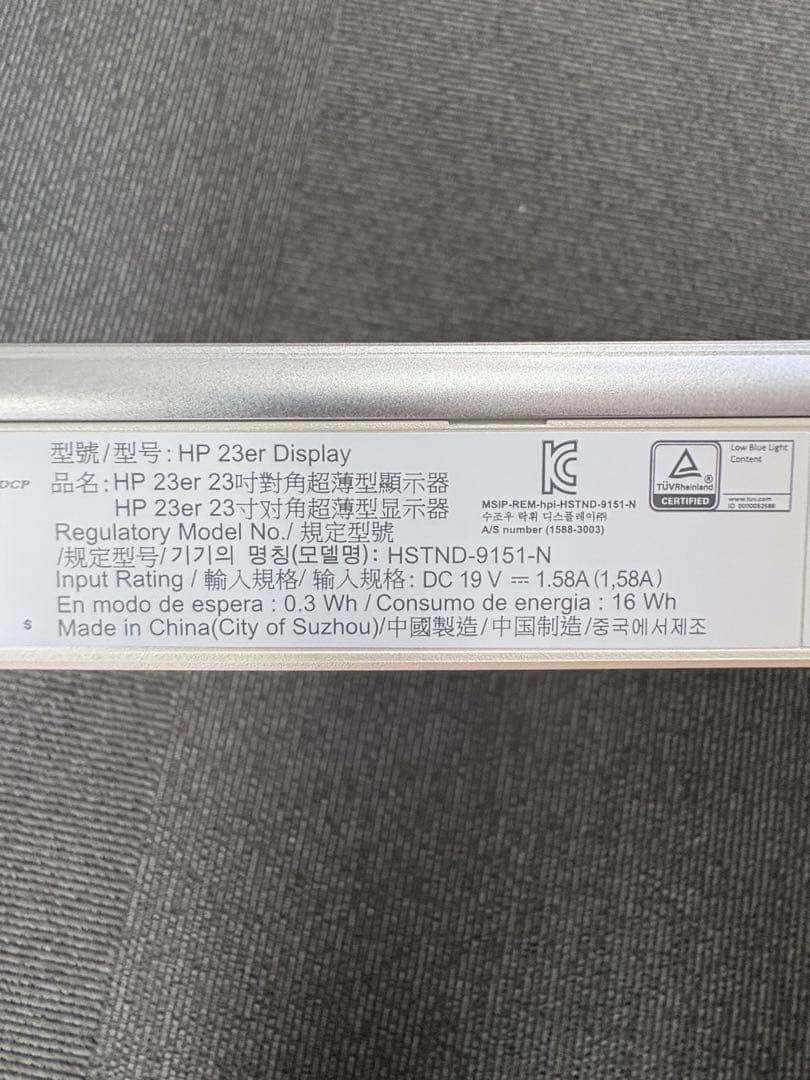 型號/型号: HP 23er Display
DCP
品名: HP 23er 23吋對角超薄型顯示器
HP 23er 23寸对角超薄型显示器
Regulatory Model No./ 規定型號
/规定型号/기기의 명칭(모델명): HSTND-9151-N
Input Rating / 輸入規格/ 输入规格: DC 19 V ⎓ 1.58A (1,58A)
En modo de espera : 0.3 Wh / Consumo de energia : 16 Wh
$
Made in China(City of Suzhou)/中國製造/中国制造/중국에서제조
KC
MSIP-REM-hpi-HSTND-9151-N
수조우 락휘 디스플레이㈜
A/S number (1588-3003)
TÜVRheinland
®
CERTIFIED
Low Blue Light
Content
www.tuv.com
ID 0000052588